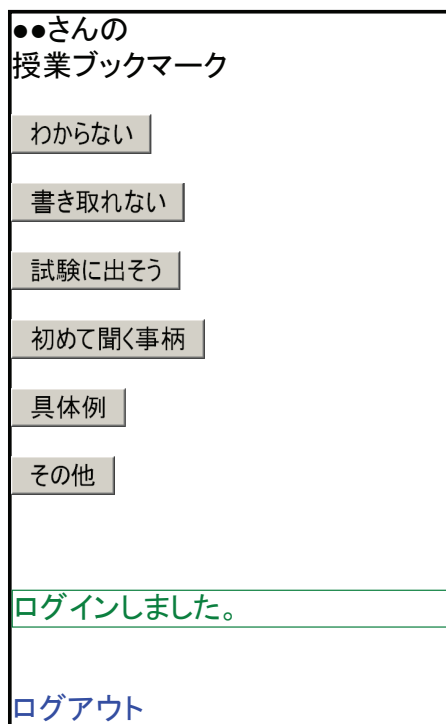 ●●さんの
授業ブックマーク
わからない
書き取れない
試験に出そう
初めて聞く事柄
具体例
その他
ログインしました。
ログアウト